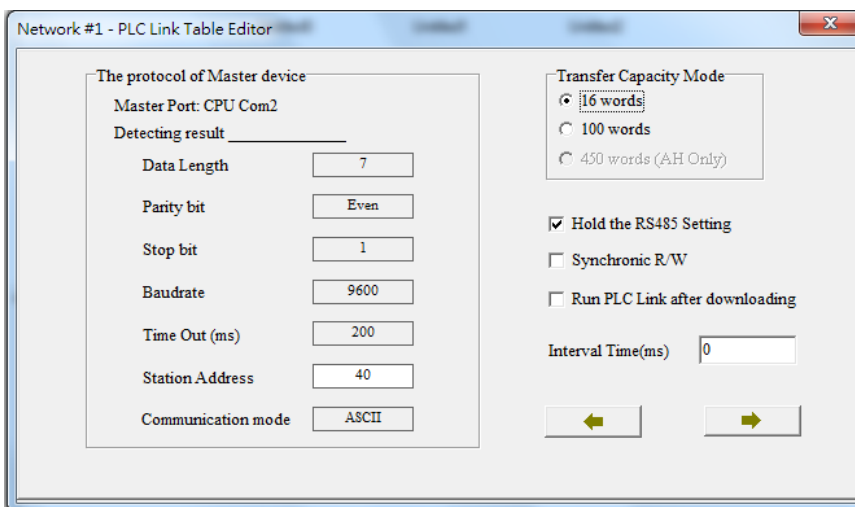 Network #1 - PLC Link Table Editor
The protocol of Master device
Master Port: CPU Com2
Detecting result
Data Length 7
Parity bit Even
Stop bit 1
Baudrate 9600
Time Out (ms) 200
Station Address 40
Communication mode ASCII
Transfer Capacity Mode
16 words
100 words
450 words (AH Only)
Hold the RS485 Setting
Synchronic R/W
Run PLC Link after downloading
Interval Time(ms) 0